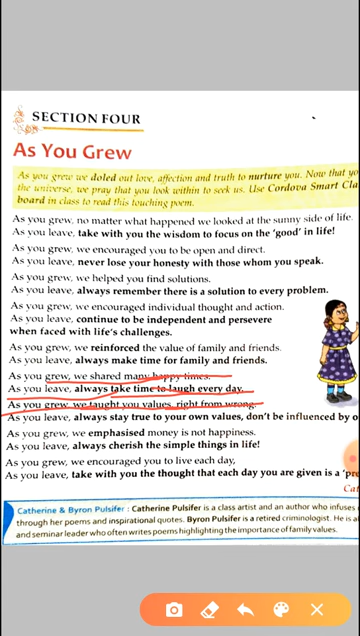 SECTION FOUR
As You Grew
As you grew we doled out love, affection and truth to nurture you. Now that
the universe, we pray that you look within to seek us. Use Cordova Smart
board in class to read this touching poem.
As you grew, no matter what happened we looked at the sunny side of life.
As you leave, take with you the wisdom to focus on the 'good' in life!
As you grew, we encouraged you to be open and direct.
As you leave, never lose your honesty with those whom you speak.
As you grew, we helped you find solutions.
As you leave, always remember there is a solution to every problem.
As you grew, we encouraged individual thought and action.
As you leave, continue to be independent and persevere
when faced with life's challenges.
As you grew, we reinforced the value of family and friends.
As you leave, always make time for family and friends.
As you grew, we shared many happy times.
As you leave, always take time to laugh every day.
As you grew, we taught you values, right from wrong.
As you leave, always stay true to your own values, don't be influenced by
As you grew, we emphasised money is not happiness.
As you leave, always cherish the simple things in life!
As you grew, we encouraged you to live each day,
As you leave, take with you the thought that each day you are given is a
Catherine & Byron Pulsifer : Catherine Pulsifer is a class artist and an author who infuses
through her poems and inspirational quotes. Byron Pulsifer is a retired criminologist. He is
and seminar leader who often writes poems highlighting the importance of family values.